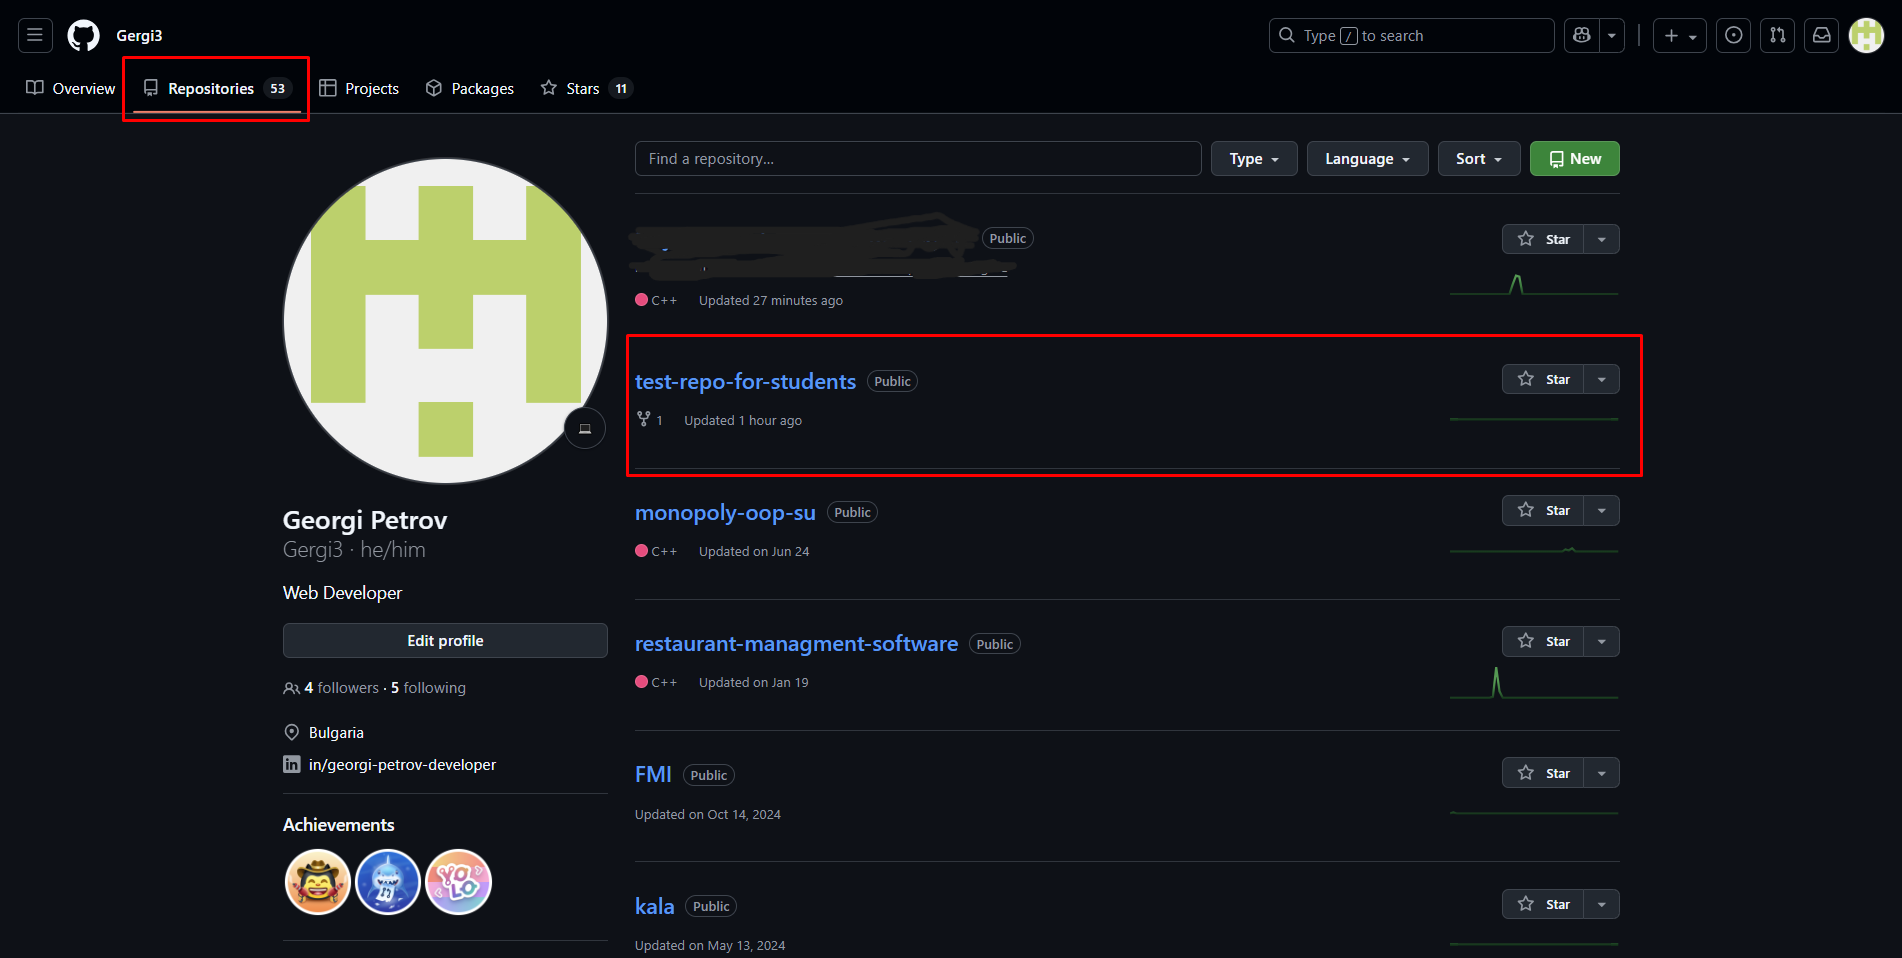 Gergi3
Type / to search
Overview
Repositories 53
Projects
Packages
Stars 11
Find a repository...
Type
Language
Sort
New
Public
Star
C++ Updated 27 minutes ago
test-repo-for-students Public
Star
1 Updated 1 hour ago
monopoly-oop-su Public
Star
C++ Updated on Jun 24
restaurant-managment-software Public
Star
C++ Updated on Jan 19
FMI Public
Star
Updated on Oct 14, 2024
kala Public
Star
Updated on May 13, 2024
Georgi Petrov
Gergi3 · he/him
Web Developer
Edit profile
4 followers · 5 following
Bulgaria
in/georgi-petrov-developer
Achievements
YOLO